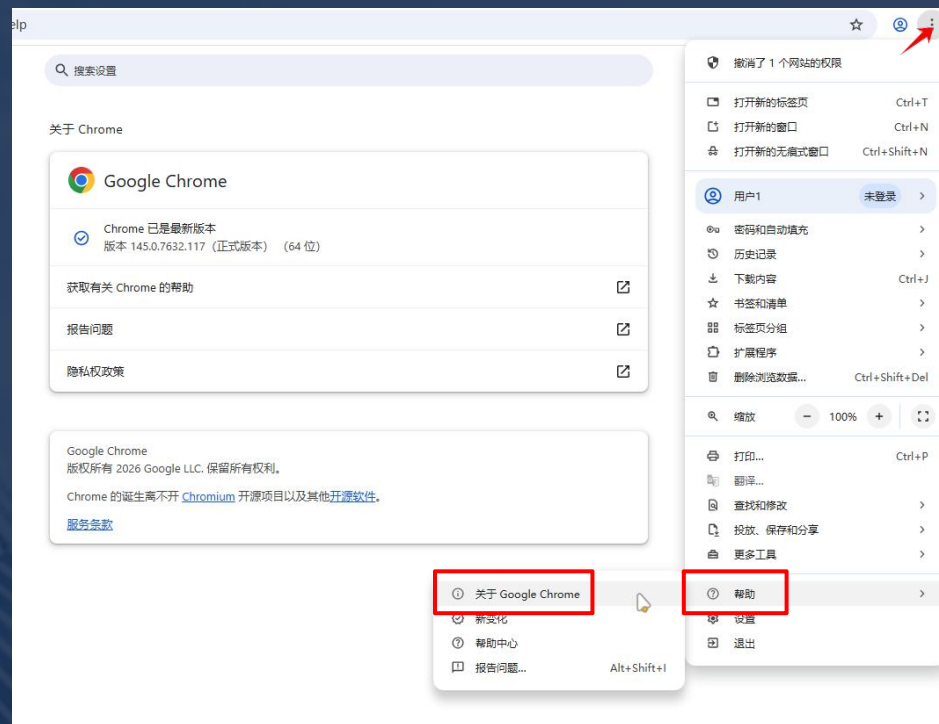 elp
搜索设置
关于 Chrome
Google Chrome
Chrome 已是最新版本
版本 145.0.7632.117（正式版本） （64 位）
获取有关 Chrome 的帮助
报告问题
隐私权政策
Google Chrome
版权所有 2026 Google LLC. 保留所有权利。
Chrome 的诞生离不开 Chromium 开源项目以及其他开源软件。
服务条款
撤消了 1 个网站的权限
打开新的标签页 Ctrl+T
打开新的窗口 Ctrl+N
打开新的无痕式窗口 Ctrl+Shift+N
用户1 未登录
密码和自动填充
历史记录
下载内容 Ctrl+J
书签和清单
标签页分组
扩展程序
删除浏览数据... Ctrl+Shift+Del
缩放 − 100% +
打印... Ctrl+P
翻译...
查找和修改
投放、保存和分享
更多工具
帮助
设置
退出
关于 Google Chrome
新变化
帮助中心
报告问题... Alt+Shift+I